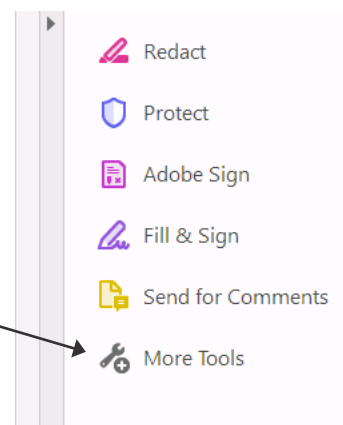 Redact
Protect
Adobe Sign
Fill & Sign
Send for Comments
More Tools